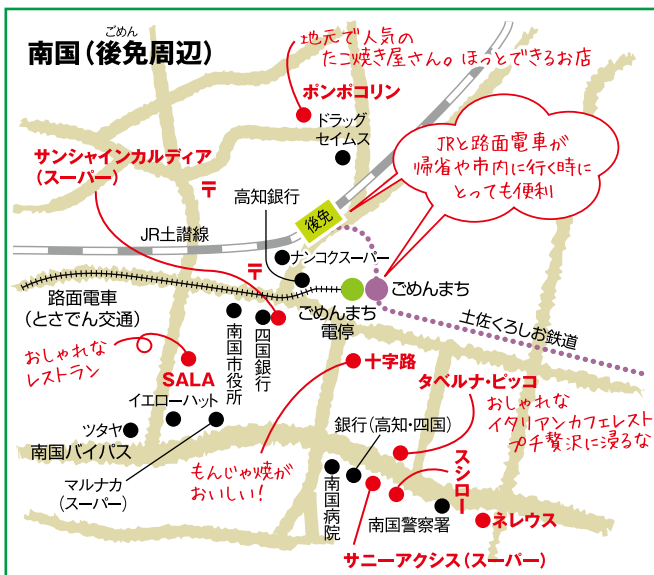 ごめん
南国(後免周辺)
地元で人気の
たこ焼き屋さん。ほっとできるお店
ポンポコリン
ドラッグ
セイムス
サンシャインカルディア
(スーパー)
〒
高知銀行
JRと路面電車が
帰省や市内に行く時に
とっても便利
後免
JR土讃線
ナンコクスーパー
〒
路面電車
(とさでん交通)
ごめんまち
ごめんまち
電停
土佐くろしお鉄道
南国市役所
四国銀行
おしゃれな
レストラン
SALA
十字路
タベルナ・ピッコ
おしゃれな
イタリアンカフェレスト
プチ贅沢に浸るな
イエローハット
ツタヤ
南国バイパス
マルナカ
(スーパー)
銀行(高知・四国)
もんじゃ焼が
おいしい!
南国病院
スシロー
南国警察署
ネレウス
サニーアクシス(スーパー)